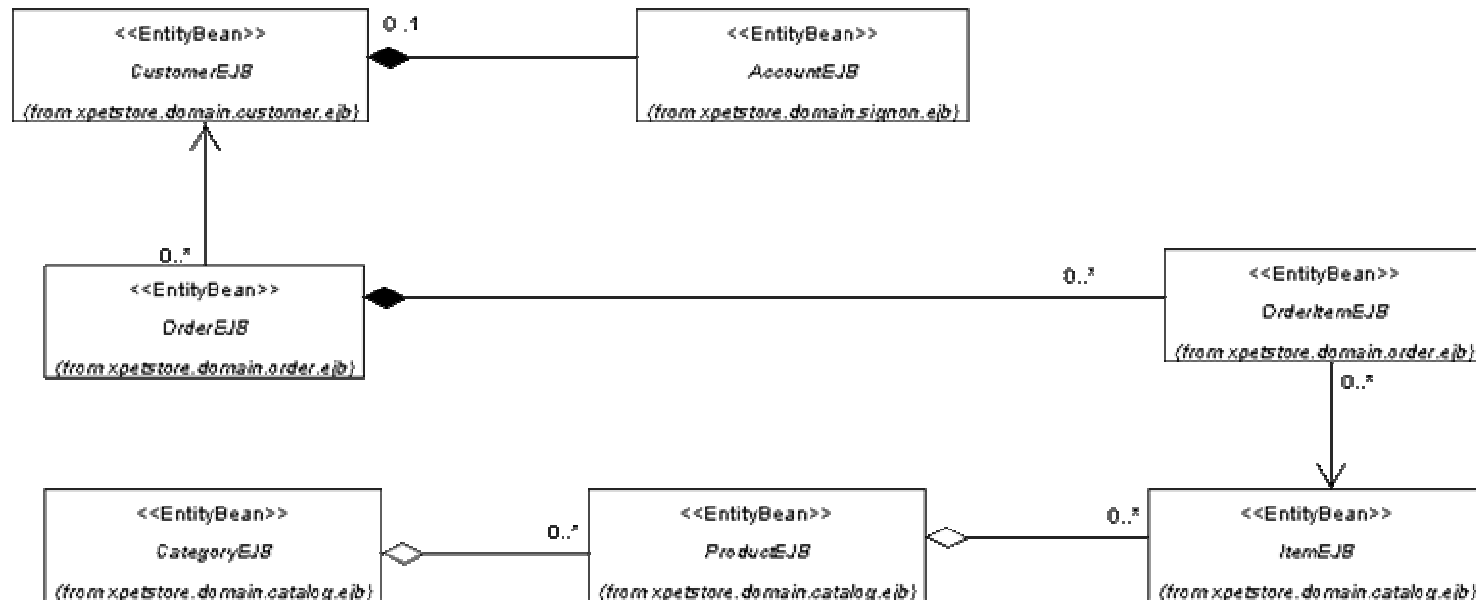 <<EntityBean>>
CustomerEJB
(from xpetstore.domain.customer.ejb)
0..1
<<EntityBean>>
AccountEJB
(from xpetstore.domain.signon.ejb)
0..*
<<EntityBean>>
OrderEJB
(from xpetstore.domain.order.ejb)
0..*
<<EntityBean>>
OrderItemEJB
(from xpetstore.domain.order.ejb)
0..*
<<EntityBean>>
CategoryEJB
(from xpetstore.domain.catalog.ejb)
0..*
<<EntityBean>>
ProductEJB
(from xpetstore.domain.catalog.ejb)
0..*
<<EntityBean>>
ItemEJB
(from xpetstore.domain.catalog.ejb)